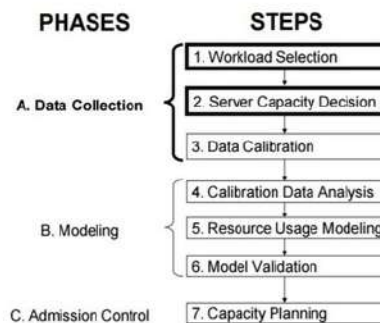 PHASES
STEPS
1. Workload Selection
A. Data Collection
2. Server Capacity Decision
3. Data Calibration
4. Calibration Data Analysis
B. Modeling
5. Resource Usage Modeling
6. Model Validation
C. Admission Control
7. Capacity Planning